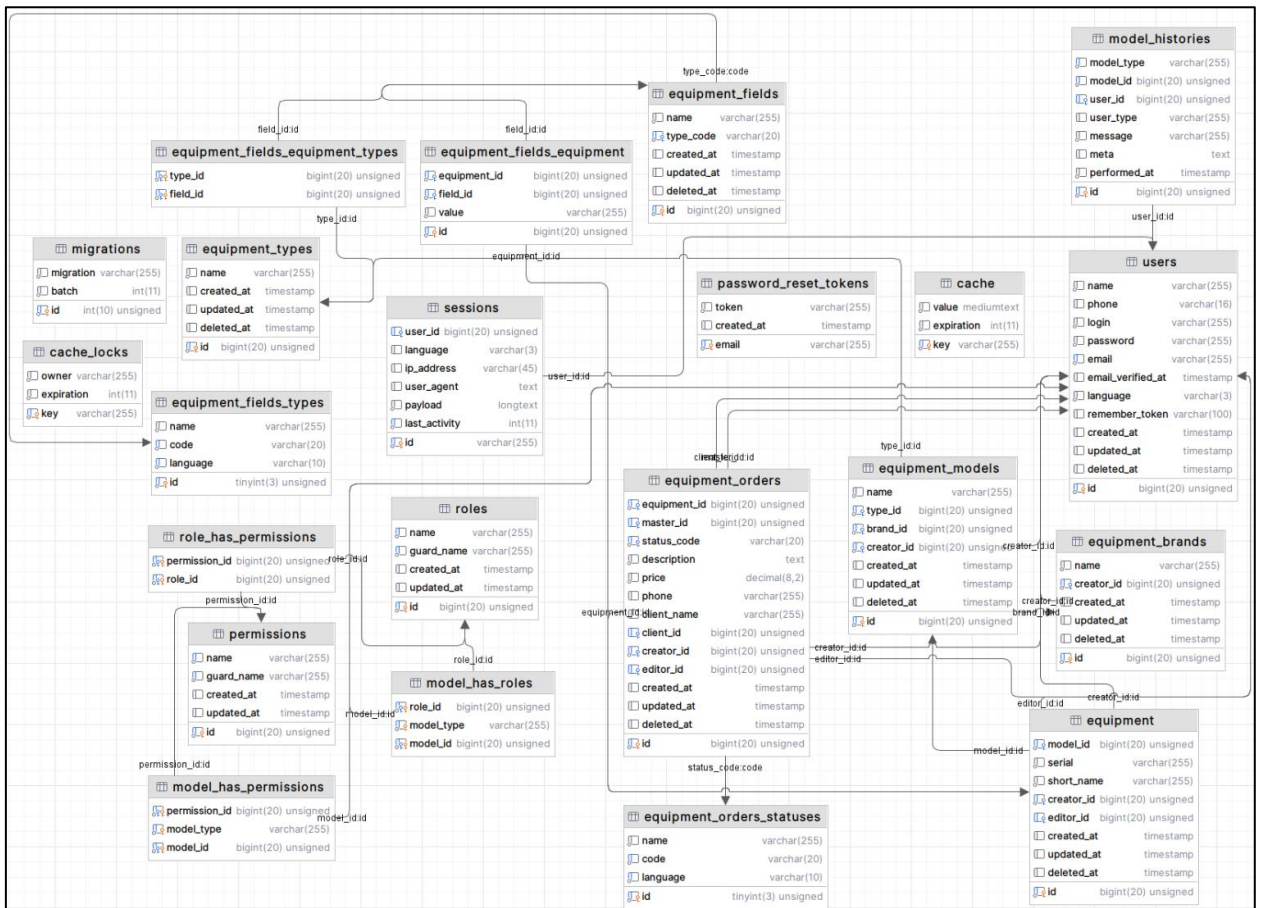 model_histories
model_type varchar(255)
model_id bigint(20) unsigned
user_id bigint(20) unsigned
user_type varchar(255)
message varchar(255)
meta text
performed_at timestamp
id bigint(20) unsigned
user_id:id
type_code:code
equipment_fields
name varchar(255)
type_code varchar(20)
created_at timestamp
updated_at timestamp
deleted_at timestamp
id bigint(20) unsigned
field_id:id
field_id:id
equipment_fields_equipment_types
type_id bigint(20) unsigned
field_id bigint(20) unsigned
type_id:id
equipment_fields_equipment
equipment_id bigint(20) unsigned
field_id bigint(20) unsigned
value varchar(255)
id bigint(20) unsigned
equipment_id:id
migrations
migration varchar(255)
batch int(11)
id int(10) unsigned
equipment_types
name varchar(255)
created_at timestamp
updated_at timestamp
deleted_at timestamp
id bigint(20) unsigned
sessions
user_id bigint(20) unsigned
language varchar(3)
ip_address varchar(45)
user_agent text
payload longtext
last_activity int(11)
id varchar(255)
user_id:id
password_reset_tokens
token varchar(255)
created_at timestamp
email varchar(255)
cache
value mediumtext
expiration int(11)
key varchar(255)
users
name varchar(255)
phone varchar(16)
login varchar(255)
password varchar(255)
email varchar(255)
email_verified_at timestamp
language varchar(3)
remember_token varchar(100)
created_at timestamp
updated_at timestamp
deleted_at timestamp
id bigint(20) unsigned
cache_locks
owner varchar(255)
expiration int(11)
key varchar(255)
equipment_fields_types
name varchar(255)
code varchar(20)
language varchar(10)
id tinyint(3) unsigned
type_id:id
equipment_orders
equipment_id bigint(20) unsigned
master_id bigint(20) unsigned
status_code varchar(20)
description text
price decimal(8,2)
phone varchar(255)
client_name varchar(255)
client_id bigint(20) unsigned
creator_id bigint(20) unsigned
editor_id bigint(20) unsigned
created_at timestamp
updated_at timestamp
deleted_at timestamp
id bigint(20) unsigned
equipment_id:id
creator_id:id
editor_id:id
status_code:code
equipment_models
name varchar(255)
type_id bigint(20) unsigned
brand_id bigint(20) unsigned
creator_id bigint(20) unsigned
created_at timestamp
updated_at timestamp
deleted_at timestamp
id bigint(20) unsigned
creator_id:id
creator_id:id
brand_id:id
equipment_brands
name varchar(255)
creator_id bigint(20) unsigned
created_at timestamp
updated_at timestamp
deleted_at timestamp
id bigint(20) unsigned
roles
name varchar(255)
guard_name varchar(255)
created_at timestamp
updated_at timestamp
id bigint(20) unsigned
role_has_permissions
permission_id bigint(20) unsigned
role_id bigint(20) unsigned
role_id:id
permission_id:id
permissions
name varchar(255)
guard_name varchar(255)
created_at timestamp
updated_at timestamp
id bigint(20) unsigned
role_id:id
model_has_roles
role_id bigint(20) unsigned
model_type varchar(255)
model_id bigint(20) unsigned
model_id:id
permission_id:id
model_has_permissions
permission_id bigint(20) unsigned
model_type varchar(255)
model_id bigint(20) unsigned
model_id:id
equipment_orders_statuses
name varchar(255)
code varchar(20)
language varchar(10)
id tinyint(3) unsigned
editor_id:id
creator_id:id
equipment
model_id bigint(20) unsigned
serial varchar(255)
short_name varchar(255)
creator_id bigint(20) unsigned
editor_id bigint(20) unsigned
created_at timestamp
updated_at timestamp
deleted_at timestamp
id bigint(20) unsigned
model_id:id